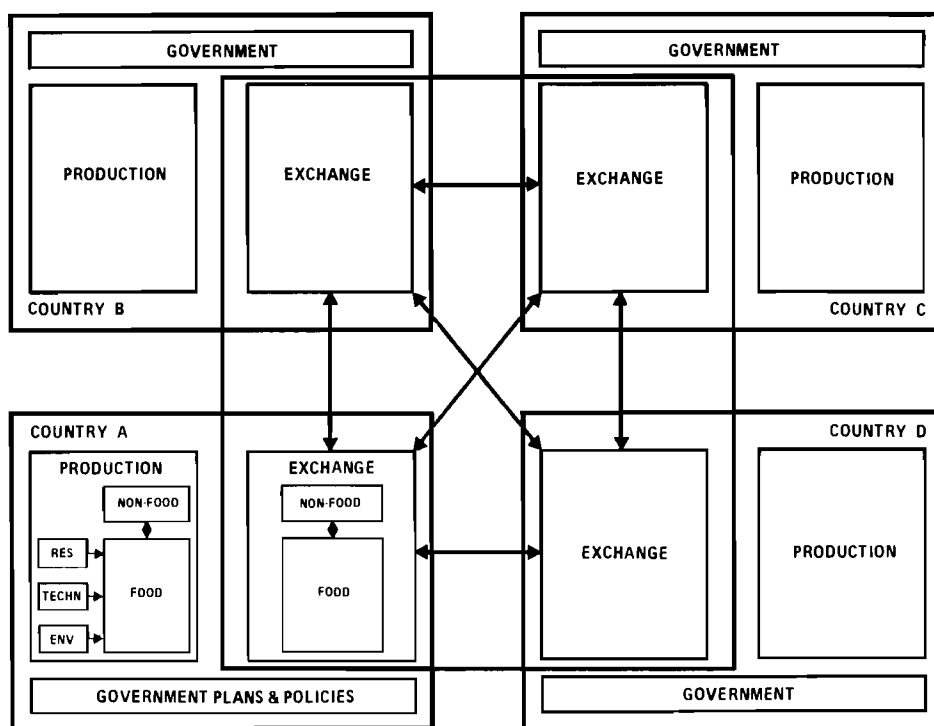 GOVERNMENT
PRODUCTION
EXCHANGE
COUNTRY B
GOVERNMENT
EXCHANGE
PRODUCTION
COUNTRY C
COUNTRY A
PRODUCTION
NON-FOOD
RES
TECHN
ENV
FOOD
EXCHANGE
NON-FOOD
FOOD
GOVERNMENT PLANS & POLICIES
COUNTRY D
EXCHANGE
PRODUCTION
GOVERNMENT